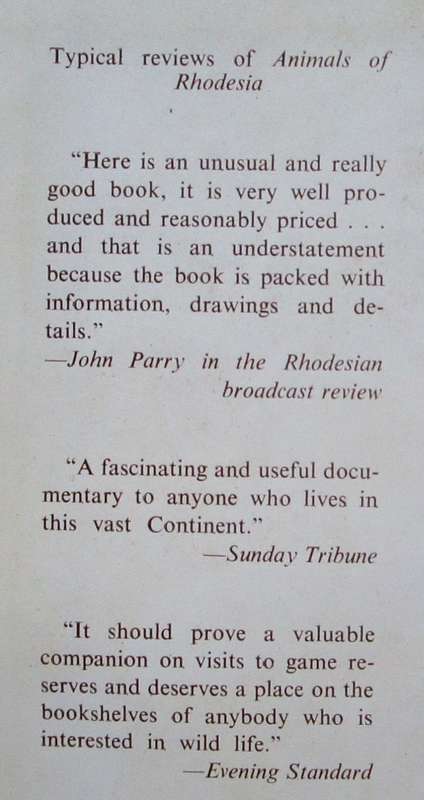 Typical reviews of Animals of
Rhodesia
“Here is an unusual and really
good book, it is very well pro-
duced and reasonably priced . . .
and that is an understatement
because the book is packed with
information, drawings and de-
tails.”
—John Parry in the Rhodesian
broadcast review
“A fascinating and useful docu-
mentary to anyone who lives in
this vast Continent.”
—Sunday Tribune
“It should prove a valuable
companion on visits to game re-
serves and deserves a place on the
bookshelves of anybody who is
interested in wild life.”
—Evening Standard